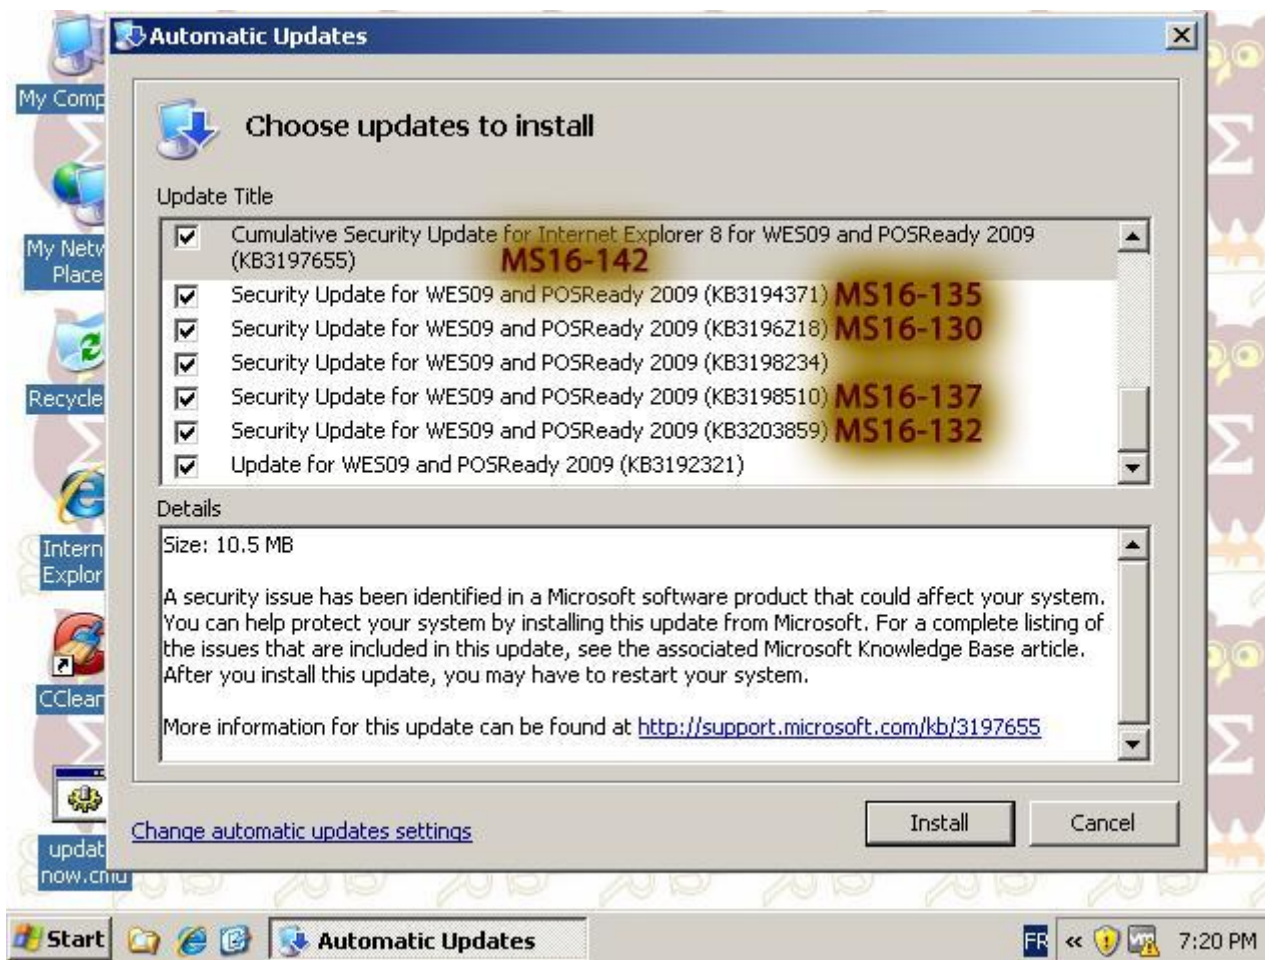 Automatic Updates
My Comp
Choose updates to install
Update Title
Cumulative Security Update for Internet Explorer 8 for WES09 and POSReady 2009
(KB3197655)
MS16-142
My Netw
Place
Security Update for WES09 and POSReady 2009 (KB3194371) MS16-135
Security Update for WES09 and POSReady 2009 (KB3196718) MS16-130
Security Update for WES09 and POSReady 2009 (KB3198234)
Recycle
Security Update for WES09 and POSReady 2009 (KB3198510) MS16-137
Security Update for WES09 and POSReady 2009 (KB3203859) MS16-132
Update for WES09 and POSReady 2009 (KB3192321)
Details
Size: 10.5 MB
Intern
Explor
A security issue has been identified in a Microsoft software product that could affect your system.
You can help protect your system by installing this update from Microsoft. For a complete listing of
the issues that are included in this update, see the associated Microsoft Knowledge Base article.
After you install this update, you may have to restart your system.
CClear
More information for this update can be found at http://support.microsoft.com/kb/3197655
Change automatic updates settings
Install
Cancel
updat
now.cmd
Start
Automatic Updates
FR
«
7:20 PM